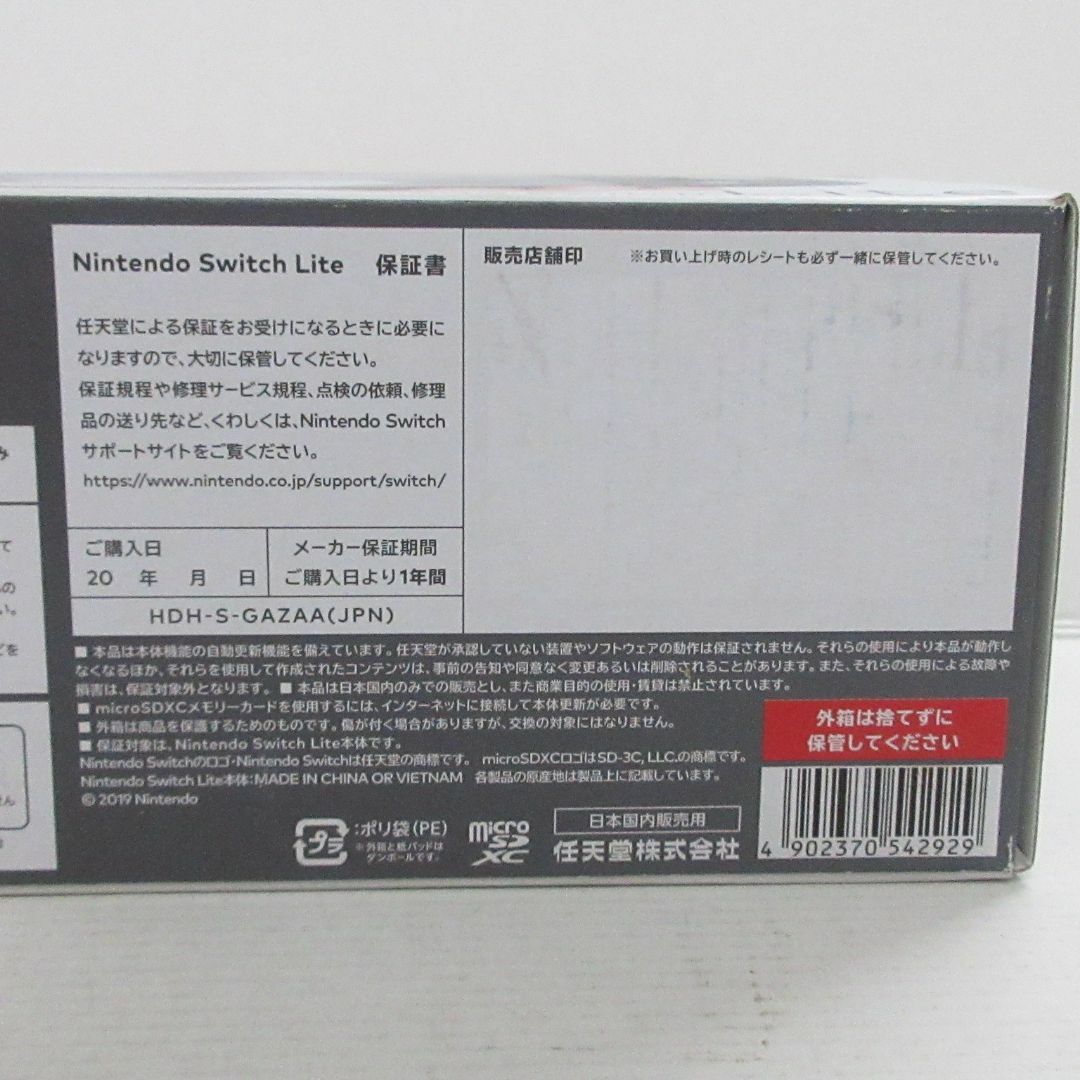 Nintendo Switch Lite 保証書
任天堂による保証をお受けになるときに必要に
なりますので、大切に保管してください。
保証規程や修理サービス規程、点検の依頼、修理
品の送り先など、くわしくは、Nintendo Switch
サポートサイトをご覧ください。
https://www.nintendo.co.jp/support/switch/
ご購入日
20 年 月 日
メーカー保証期間
ご購入日より1年間
HDH-S-GAZAA(JPN)
販売店舗印 ※お買い上げ時のレシートも必ず一緒に保管してください。
■ 本品は本体機能の自動更新機能を備えています。任天堂が承認していない装置やソフトウェアの動作は保証されません。それらの使用により本品が動作し
なくなるほか、それらを使用して作成されたコンテンツは、事前の告知や同意なく変更あるいは削除されることがあります。また、それらの使用による故障や
損害は、保証対象外となります。 ■ 本品は日本国内のみでの販売とし、また商業目的の使用・賃貸は禁止されています。
■ microSDXCメモリーカードを使用するには、インターネットに接続して本体更新が必要です。
■ 外箱は商品を保護するためのものです。傷が付く場合がありますが、交換の対象にはなりません。
■ 保証対象は、Nintendo Switch Lite本体です。
Nintendo Switchのロゴ・Nintendo Switchは任天堂の商標です。 microSDXCロゴはSD-3C, LLC.の商標です。
Nintendo Switch Lite本体:MADE IN CHINA OR VIETNAM 各製品の原産地は製品上に記載しています。
© 2019 Nintendo
外箱は捨てずに
保管してください
プラ
:ポリ袋(PE)
※外箱と紙パッドは
ダンボールです。
micro
SD
XC
日本国内販売用
任天堂株式会社
4 902370 542929